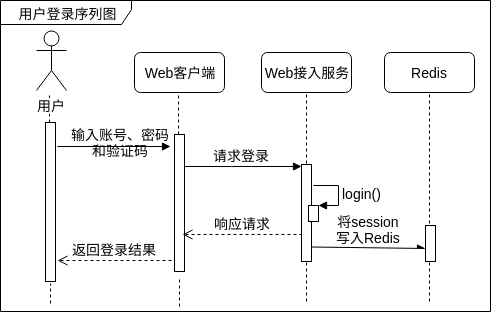 用户登录序列图
用户
Web客户端
Web接入服务
Redis
输入账号、密码
和验证码
请求登录
login()
响应请求
将session
写入Redis
返回登录结果